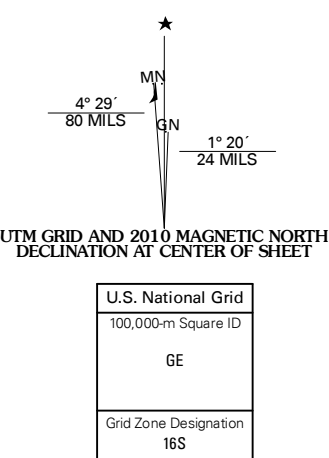 MN
4° 29´
80 MILS
GN
1° 20´
24 MILS
UTM GRID AND 2010 MAGNETIC NORTH
DECLINATION AT CENTER OF SHEET
U.S. National Grid
100,000-m Square ID
GE
Grid Zone Designation
16S